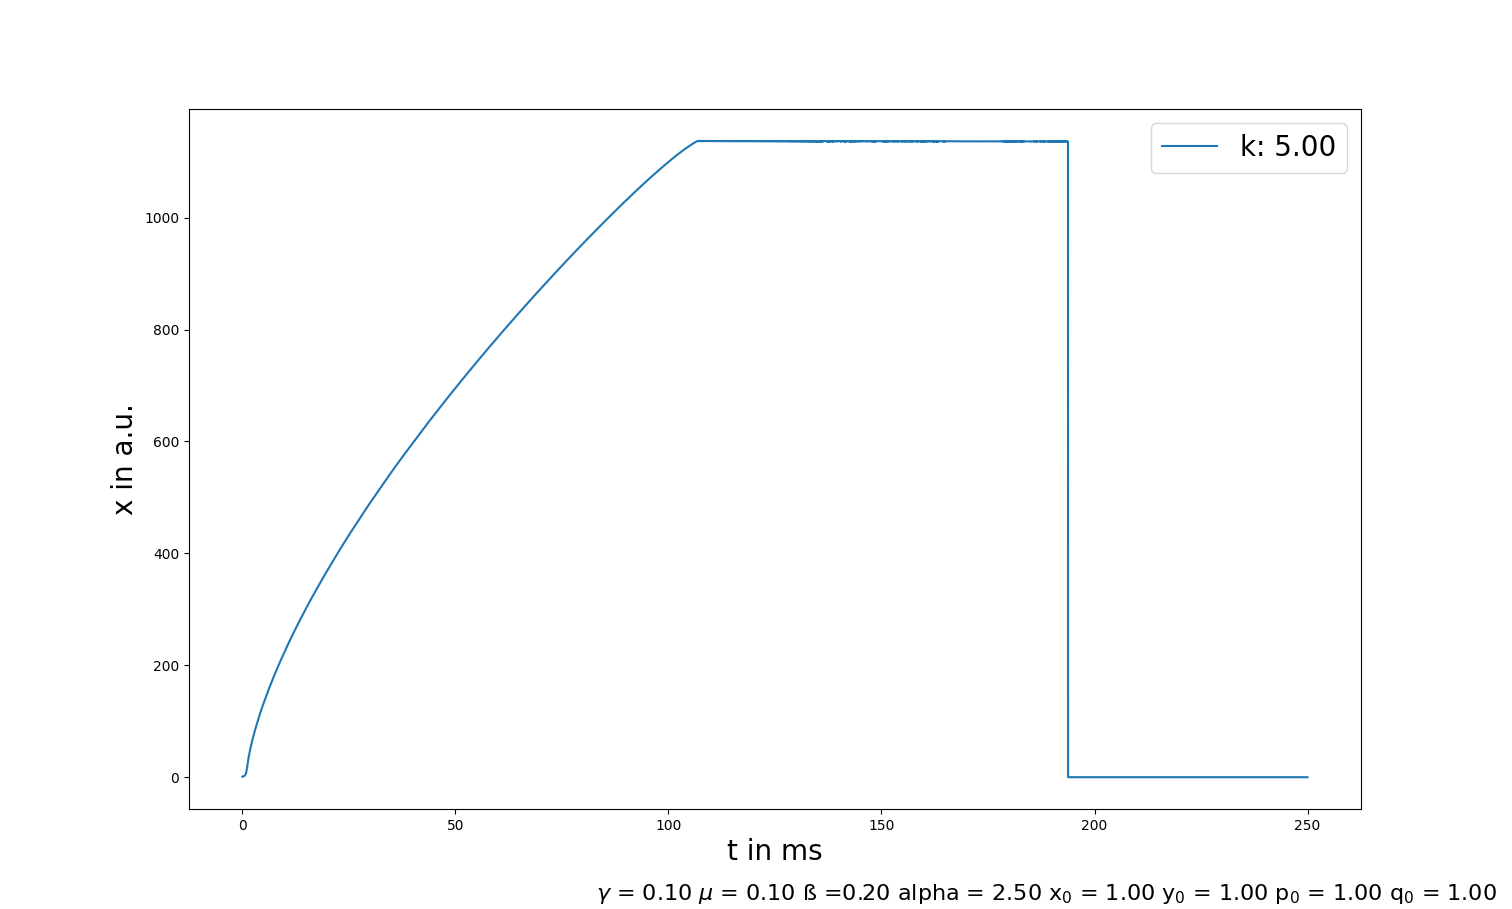 k: 5.00
1000
800
600
400
200
0
x in a.u.
0 50 100 150 200 250
t in ms
γ = 0.10 μ = 0.10 ß =0.20 alpha = 2.50 x₀ = 1.00 y₀ = 1.00 p₀ = 1.00 q₀ = 1.00